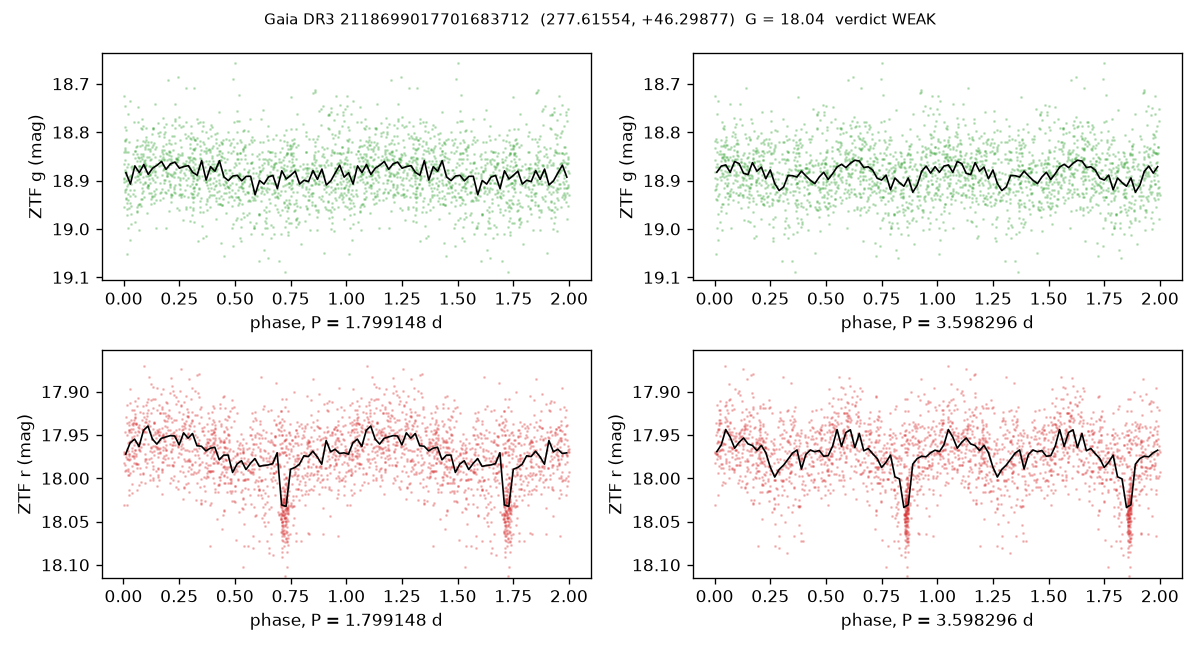 Gaia DR3 2118699017701683712 (277.61554, +46.29877) G = 18.04 verdict WEAK
ZTF g (mag)
18.7
18.8
18.9
19.0
19.1
0.00 0.25 0.50 0.75 1.00 1.25 1.50 1.75 2.00
phase, P = 1.799148 d
ZTF g (mag)
18.7
18.8
18.9
19.0
19.1
0.00 0.25 0.50 0.75 1.00 1.25 1.50 1.75 2.00
phase, P = 3.598296 d
ZTF r (mag)
17.90
17.95
18.00
18.05
18.10
0.00 0.25 0.50 0.75 1.00 1.25 1.50 1.75 2.00
phase, P = 1.799148 d
ZTF r (mag)
17.90
17.95
18.00
18.05
18.10
0.00 0.25 0.50 0.75 1.00 1.25 1.50 1.75 2.00
phase, P = 3.598296 d